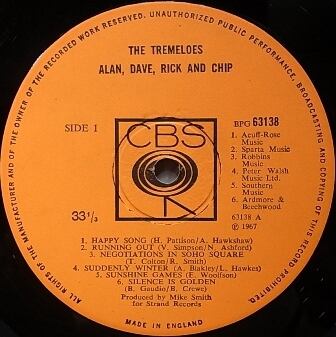 ALL RIGHTS OF THE MANUFACTURER AND OF THE OWNER OF THE RECORDED WORK RESERVED. UNAUTHORIZED PUBLIC PERFORMANCE, BROADCASTING AND COPYING OF THIS RECORD PROHIBITED.
THE TREMELOES
ALAN, DAVE, RICK AND CHIP
SIDE 1
CBS
BPG 63138
1. Acuff-Rose
Music
2. Sparta Music
3. Robbins
Music
4. Peter Walsh
Music Ltd.
5. Southern
Music
6. Ardmore &
Beechwood
33 1/3
63138 A
℗ 1967
1. HAPPY SONG (H. Pattison/A. Hawkshaw)
2. RUNNING OUT (V. Simpson/N. Ashford)
3. NEGOTIATIONS IN SOHO SQUARE
(T. Colton/R. Smith)
4. SUDDENLY WINTER (A. Blakley/L. Hawkes)
5. SUNSHINE GAMES (E. Woolfson)
6. SILENCE IS GOLDEN
(B. Gaudio/B. Crewe)
Produced by Mike Smith
for Strand Records
MADE IN ENGLAND